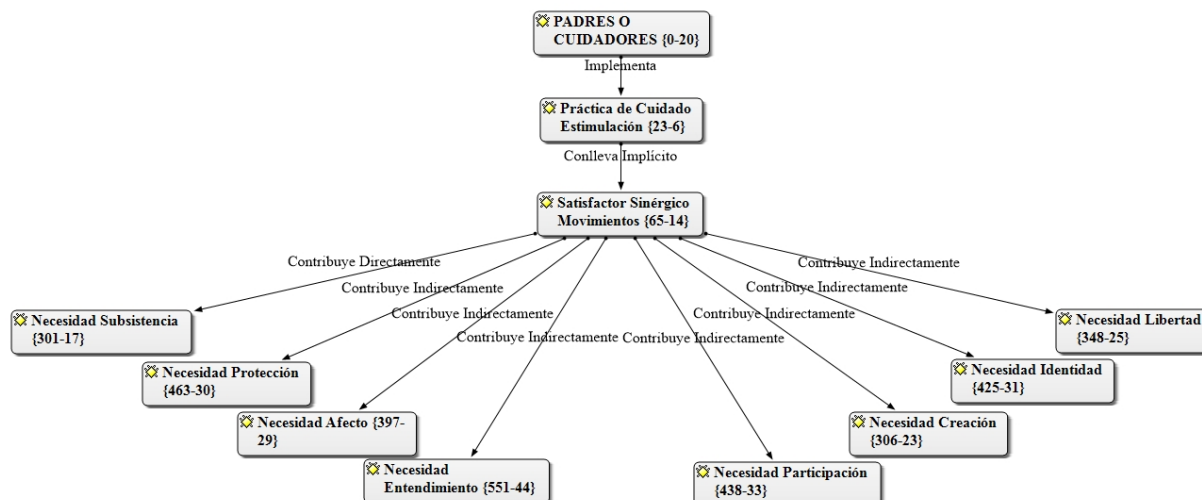 PADRES O
CUIDADORES {0-20}
Implementa
Práctica de Cuidado
Estimulación {23-6}
Conlleva Implícito
Satisfactor Sinérgico
Movimientos {65-14}
Contribuye Directamente
Contribuye Indirectamente
Contribuye Indirectamente
Contribuye Indirectamente
Contribuye Indirectamente
Contribuye Indirectamente
Contribuye Indirectamente
Contribuye Indirectamente
Necesidad Subsistencia
{301-17}
Necesidad Protección
{463-30}
Necesidad Afecto {397-
29}
Necesidad
Entendimiento {551-44}
Necesidad Participación
{438-33}
Necesidad Creación
{306-23}
Necesidad Identidad
{425-31}
Necesidad Libertad
{348-25}